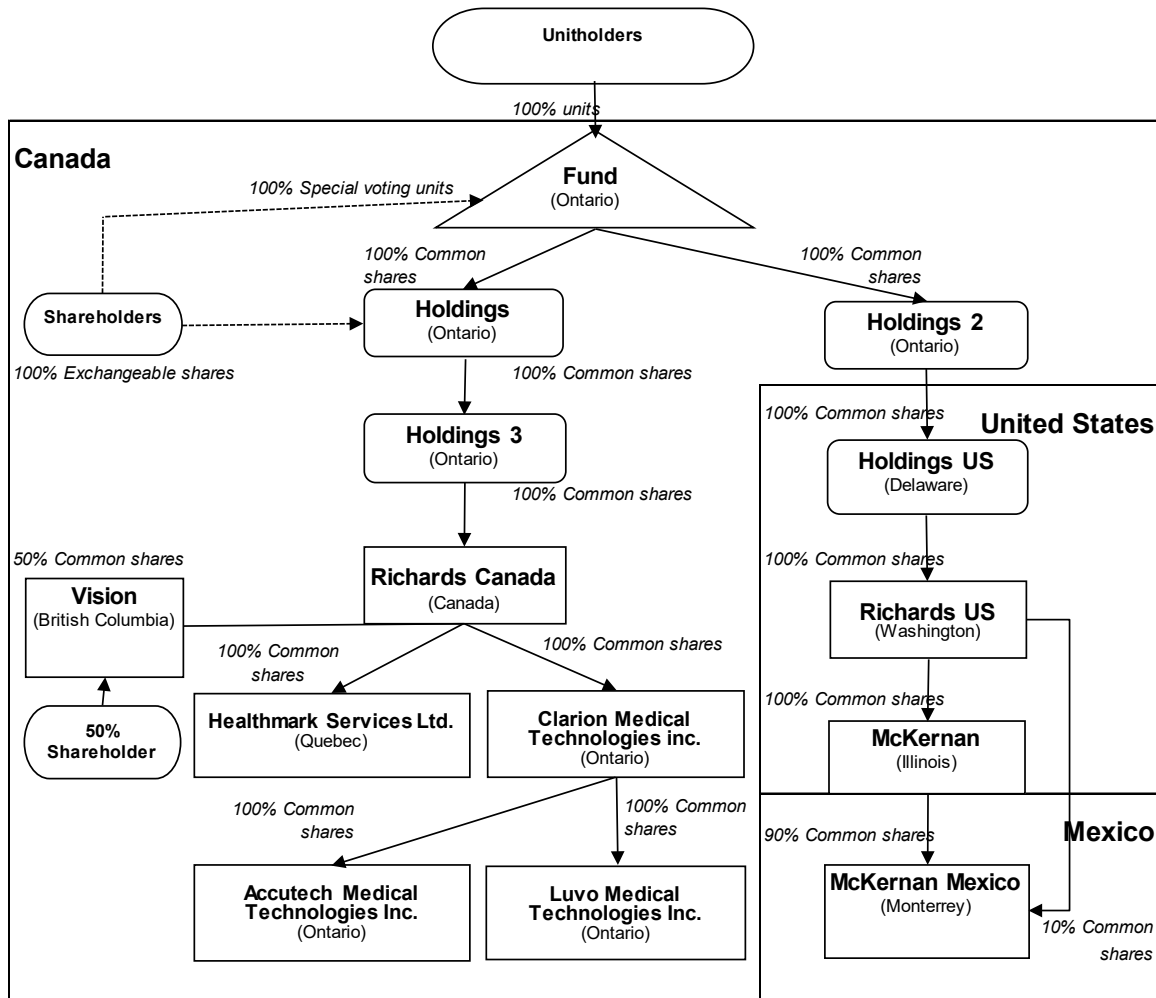 Unitholders
100% units
Canada
Fund
(Ontario)
100% Special voting units
100% Common
shares
100% Common
shares
Shareholders
Holdings
(Ontario)
Holdings 2
(Ontario)
100% Exchangeable shares
100% Common shares
100% Common shares
United States
Holdings 3
(Ontario)
Holdings US
(Delaware)
100% Common shares
50% Common shares
100% Common shares
Richards Canada
(Canada)
Vision
(British Columbia)
Richards US
(Washington)
100% Common
shares
100% Common shares
100% Common shares
Healthmark Services Ltd.
(Quebec)
Clarion Medical
Technologies inc.
(Ontario)
50%
Shareholder
McKernan
(Illinois)
100% Common
shares
100% Common
shares
90% Common shares
Mexico
Accutech Medical
Technologies Inc.
(Ontario)
Luvo Medical
Technologies Inc.
(Ontario)
McKernan Mexico
(Monterrey)
10% Common
shares